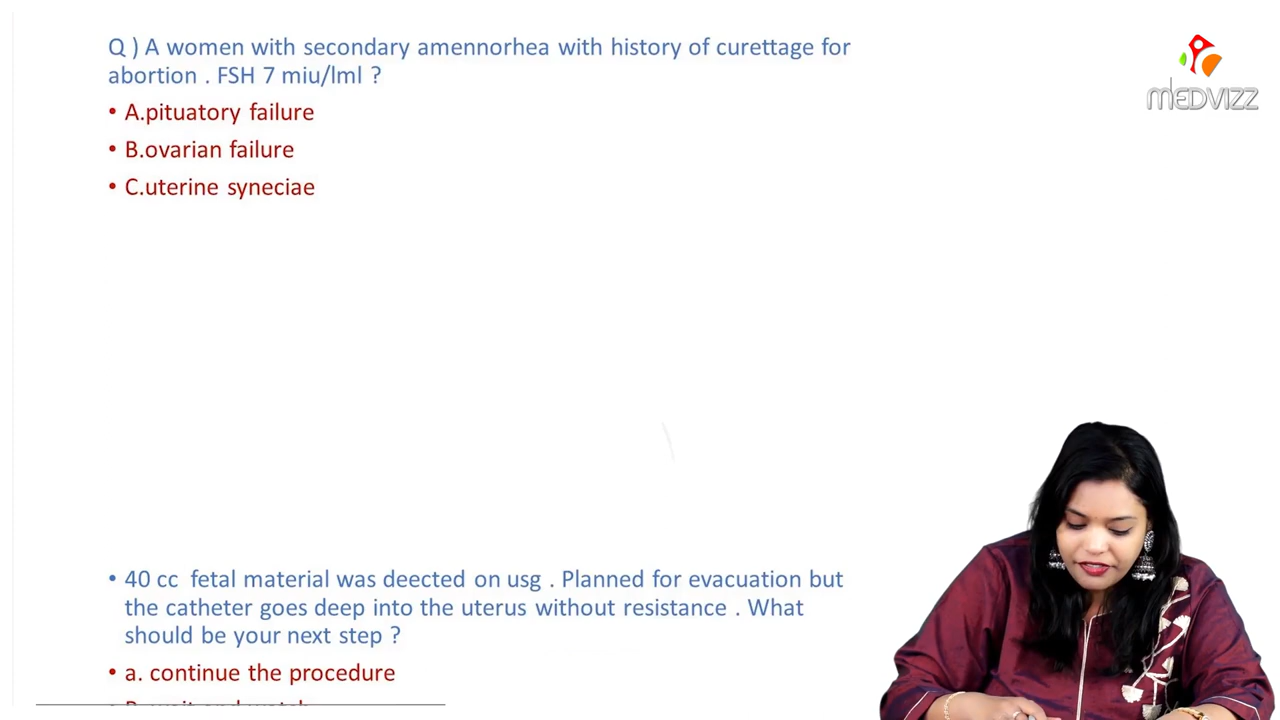 Q ) A women with secondary amennorhea with history of curettage for
abortion . FSH 7 miu/lml ?
• A.pituatory failure
• B.ovarian failure
• C.uterine syneciae
MEDVIZZ
• 40 cc fetal material was deected on usg . Planned for evacuation but
the catheter goes deep into the uterus without resistance . What
should be your next step ?
• a. continue the procedure